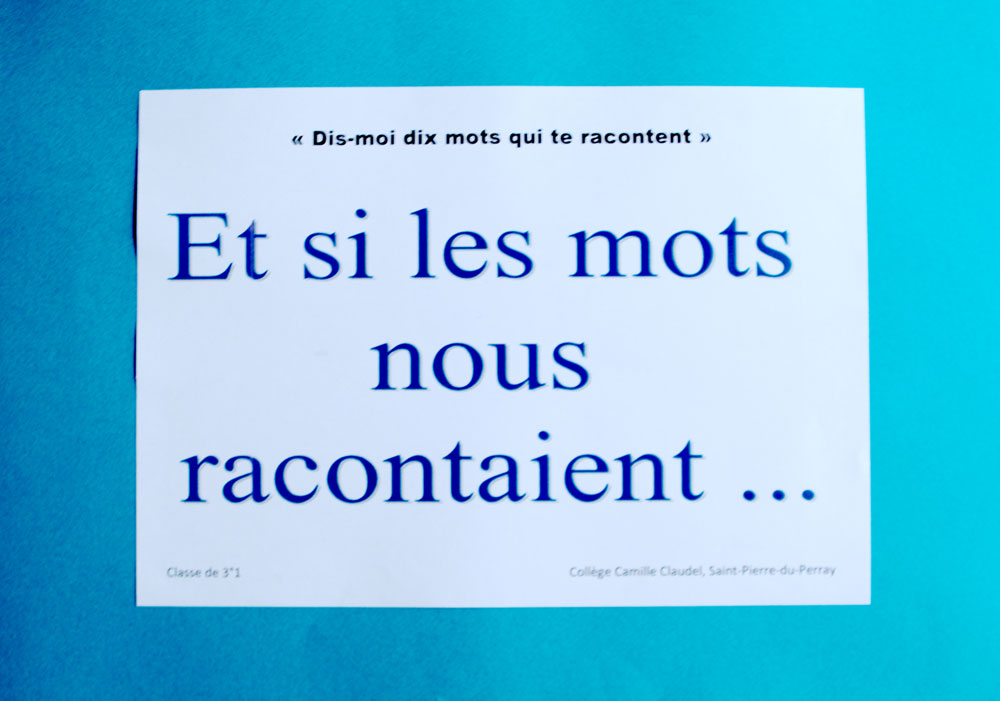 « Dis-moi dix mots qui te racontent »
Et si les mots
nous
racontaient ...
Classe de 3°1
Collège Camille Claudel, Saint-Pierre-du-Perray